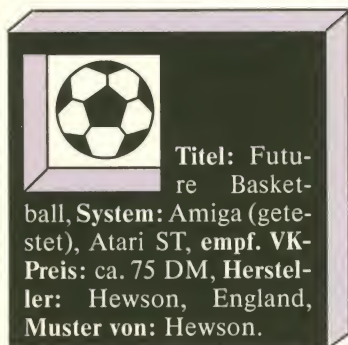 Titel: Futu-
re Basket-
ball, System: Amiga (gete-
stet), Atari ST, empf. VK-
Preis: ca. 75 DM, Herstel-
ler: Hewson, England,
Muster von: Hewson.